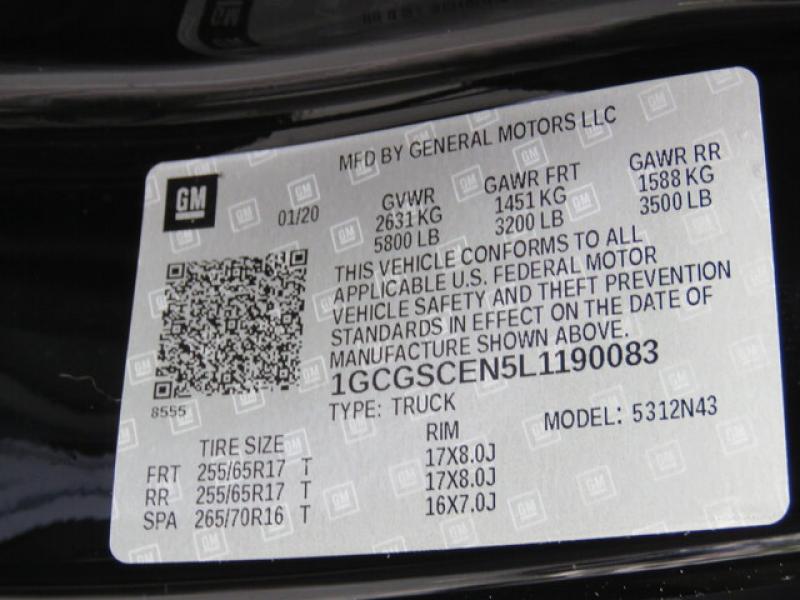 MFD BY GENERAL MOTORS LLC
GM
01/20
GVWR GAWR FRT GAWR RR
2631 KG 1451 KG 1588 KG
5800 LB 3200 LB 3500 LB
THIS VEHICLE CONFORMS TO ALL
APPLICABLE U.S. FEDERAL MOTOR
VEHICLE SAFETY AND THEFT PREVENTION
STANDARDS IN EFFECT ON THE DATE OF
MANUFACTURE SHOWN ABOVE.
1GCGSCEN5L1190083
8555
TYPE: TRUCK MODEL: 5312N43
TIRE SIZE RIM
FRT 255/65R17 T 17X8.0J
RR 255/65R17 T 17X8.0J
SPA 265/70R16 T 16X7.0J